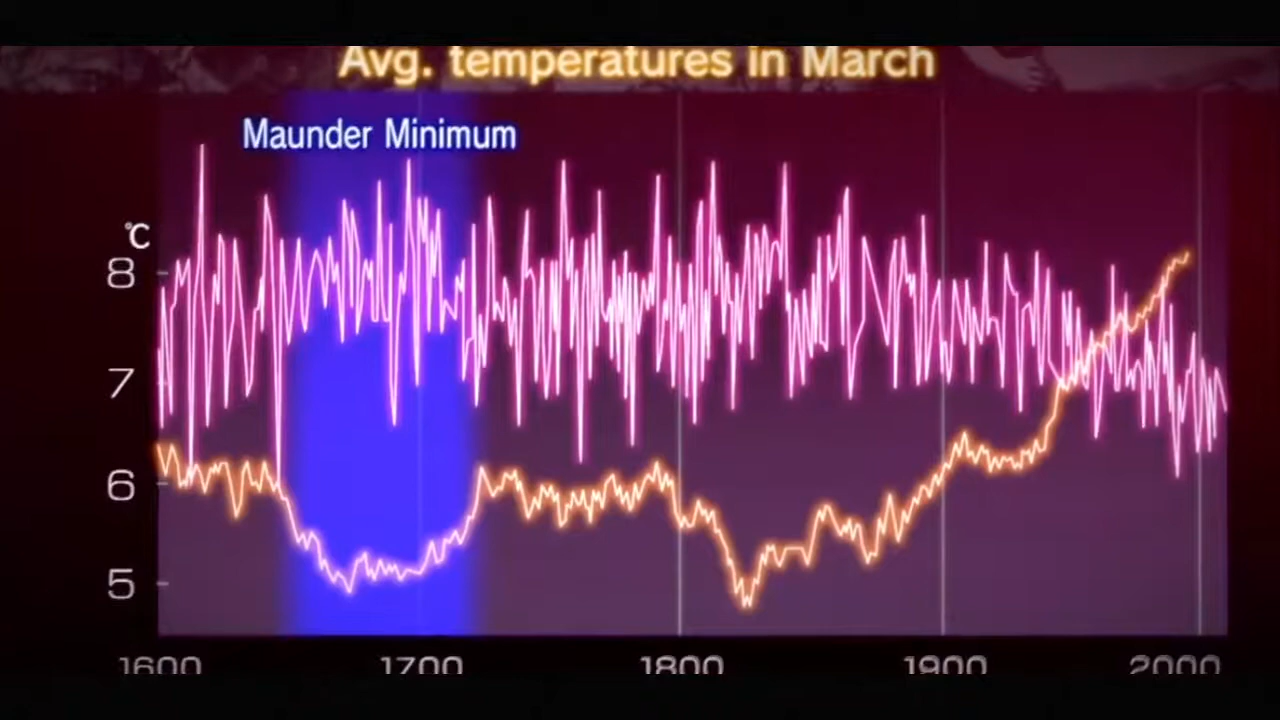 Avg. temperatures in March
Maunder Minimum
℃
8
7
6
5
1600 1700 1800 1900 2000